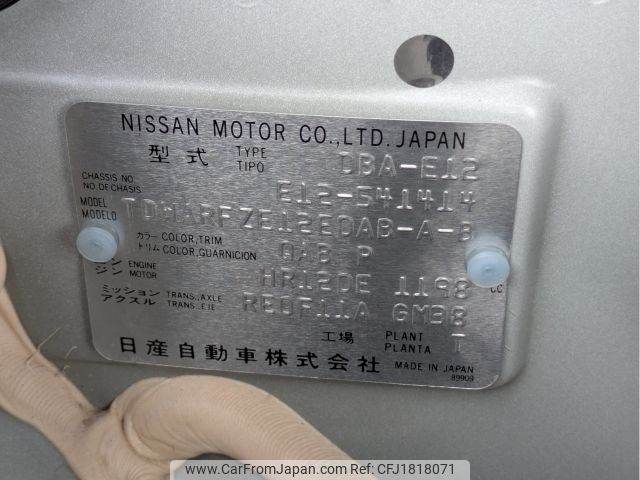 NISSAN MOTOR CO.,LTD. JAPAN
型式 TYPE TIPO DBA-E12
CHASSIS NO. NO. DE CHASIS E12-541414
MODEL MODELO
カラー COLOR,TRIM トリム COLOR,GUARNICION P
ENGINE MOTOR HR12DE 1198 CC
ミッション TRANS.,AXLE アクスル TRANS.,EJE RE0F11A GM38
工場 PLANT PLANTA T
日産自動車株式会社 MADE IN JAPAN
89909
www.CarFromJapan.com
© CarFromJapan: CFJ1818071